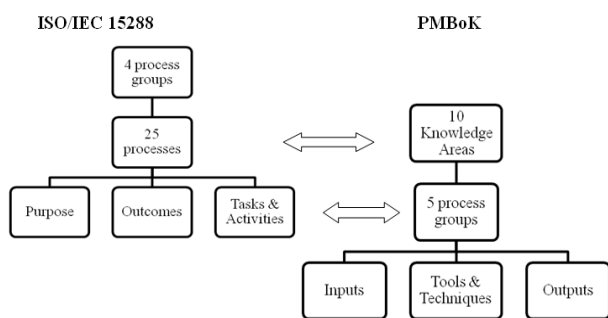 ISO/IEC 15288
PMBoK
4 process
groups
25
processes
Purpose
Outcomes
Tasks &
Activities
10
Knowledge
Areas
5 process
groups
Inputs
Tools &
Techniques
Outputs